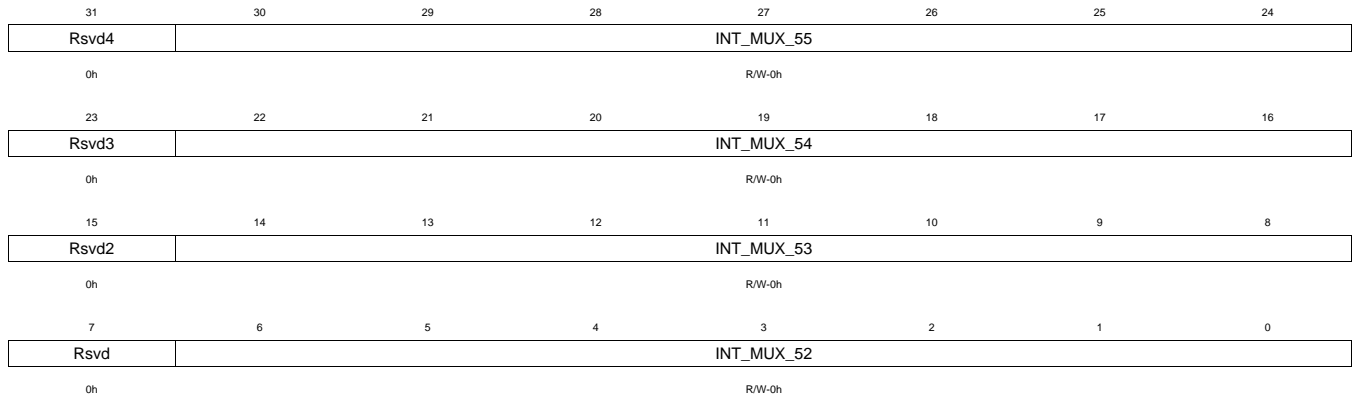 31 30 29 28 27 26 25 24
Rsvd4 INT_MUX_55
0h R/W-0h
23 22 21 20 19 18 17 16
Rsvd3 INT_MUX_54
0h R/W-0h
15 14 13 12 11 10 9 8
Rsvd2 INT_MUX_53
0h R/W-0h
7 6 5 4 3 2 1 0
Rsvd INT_MUX_52
0h R/W-0h